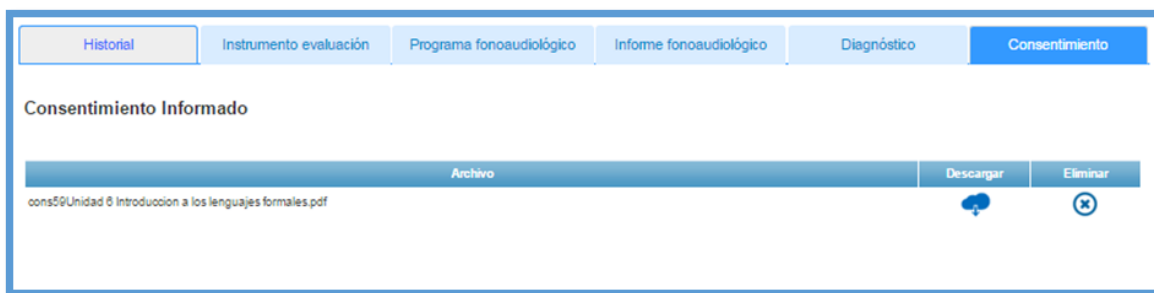 Historial Instrumento evaluación Programa fonoaudiológico Informe fonoaudiológico Diagnóstico Consentimiento
Consentimiento Informado
Archivo Descargar Eliminar
cons59Unidad 6 Introduccion a los lenguajes formales.pdf